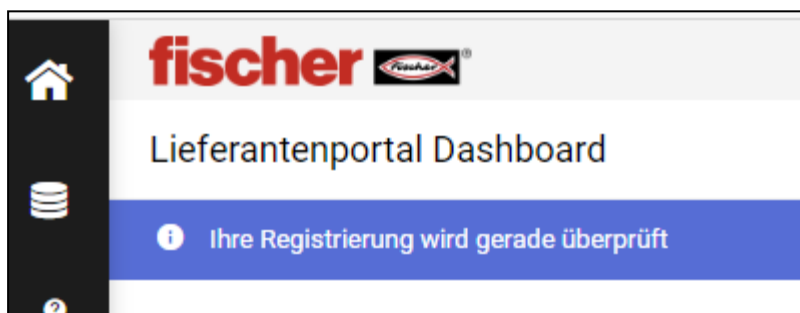 fischer fischer ®
Lieferantenportal Dashboard
Ihre Registrierung wird gerade überprüft